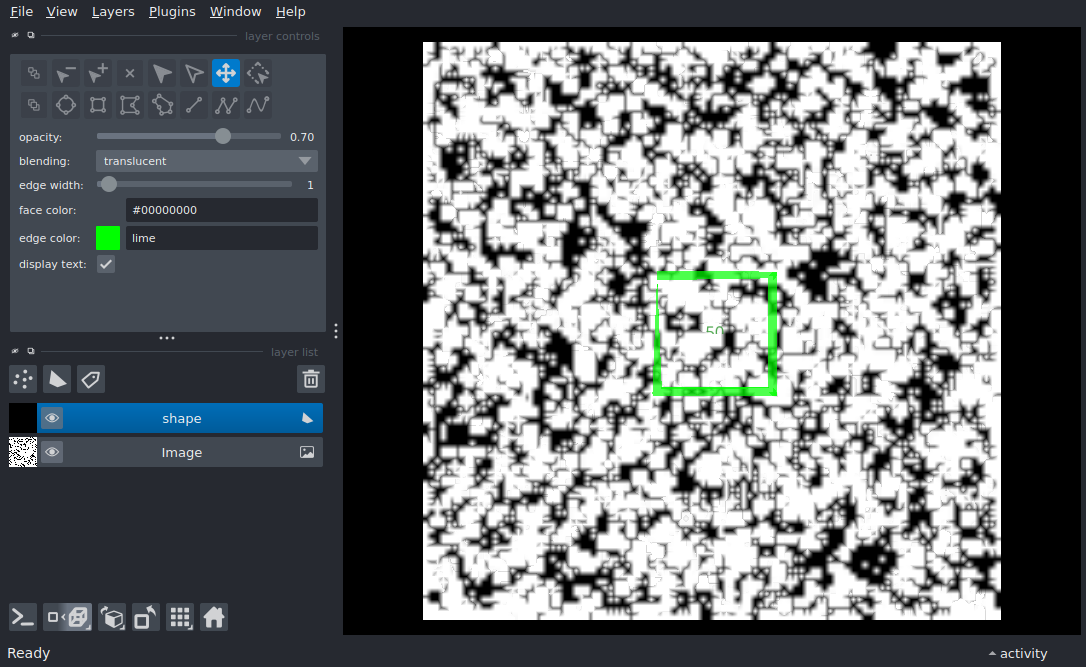 File View Layers Plugins Window Help
layer controls
opacity: 0.70
blending: translucent
edge width: 1
face color: #00000000
edge color: lime
display text:
50
layer list
shape
Image
Ready
activity